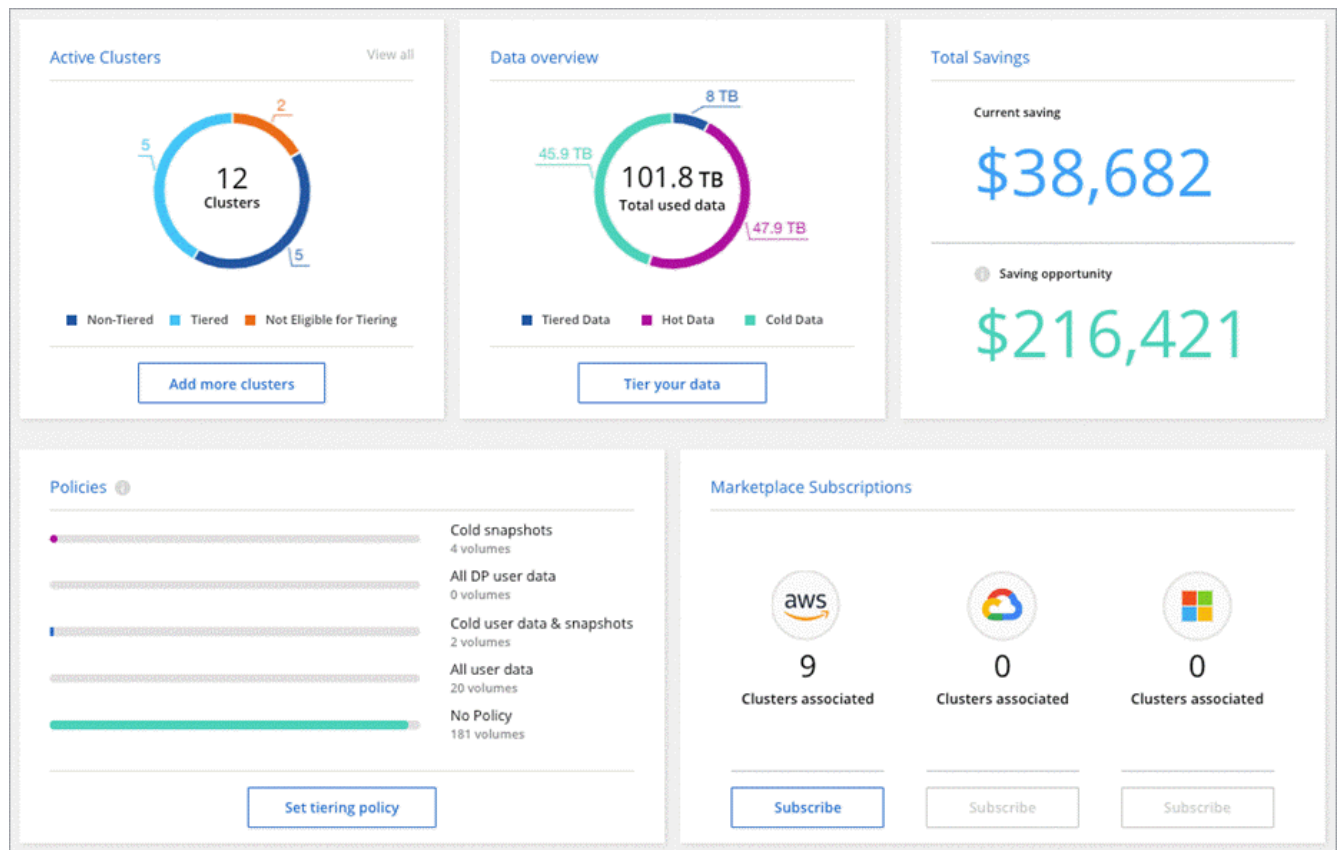 Active Clusters
View all
2
5
12
Clusters
5
Non-Tiered
Tiered
Not Eligible for Tiering
Add more clusters
Data overview
8 TB
45.9 TB
101.8 TB
Total used data
47.9 TB
Tiered Data
Hot Data
Cold Data
Tier your data
Total Savings
Current saving
$38,682
Saving opportunity
$216,421
Policies
Cold snapshots
4 volumes
All DP user data
0 volumes
Cold user data & snapshots
2 volumes
All user data
20 volumes
No Policy
181 volumes
Set tiering policy
Marketplace Subscriptions
aws
9
Clusters associated
Subscribe
0
Clusters associated
Subscribe
0
Clusters associated
Subscribe